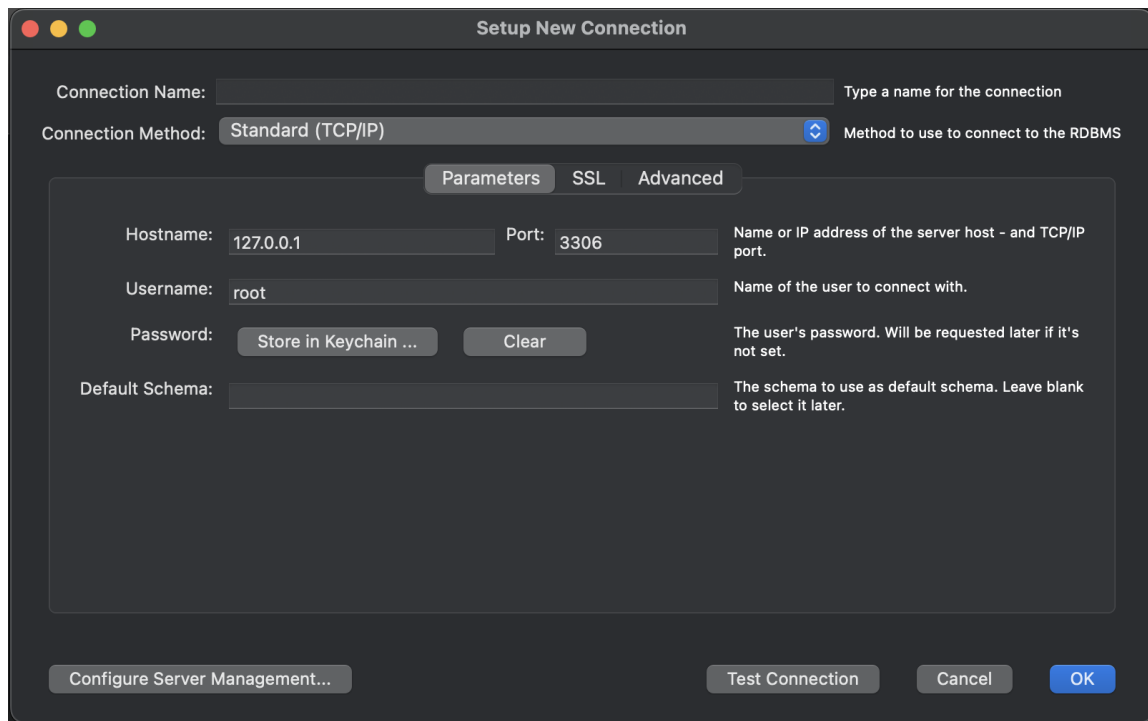 Setup New Connection
Connection Name:
Type a name for the connection
Connection Method: Standard (TCP/IP)
Method to use to connect to the RDBMS
Parameters SSL Advanced
Hostname: 127.0.0.1 Port: 3306
Name or IP address of the server host - and TCP/IP
port.
Username: root
Name of the user to connect with.
Password: Store in Keychain ... Clear
The user's password. Will be requested later if it's
not set.
Default Schema:
The schema to use as default schema. Leave blank
to select it later.
Configure Server Management... Test Connection Cancel OK